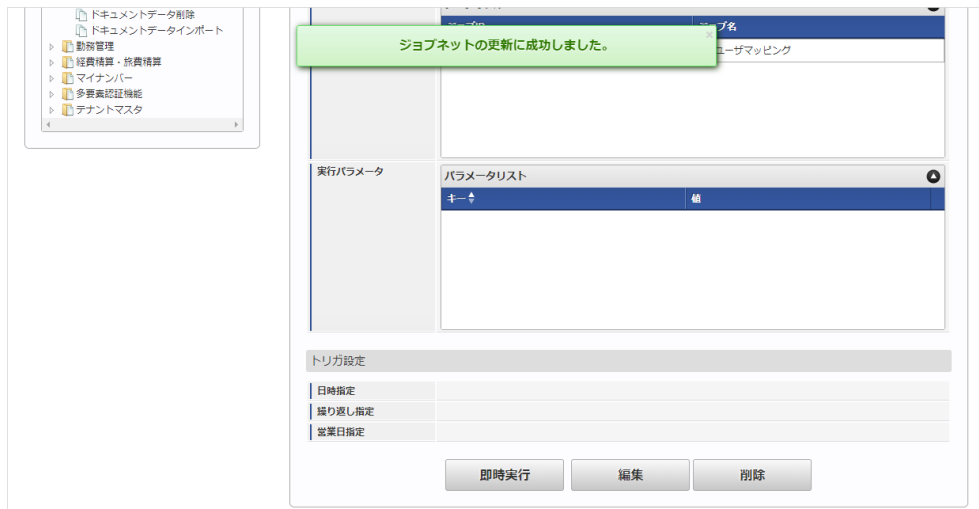 ドキュメントデータ削除
ドキュメントデータインポート
勤務管理
経費精算・旅費精算
マイナンバー
多要素認証機能
テナントマスタ
ジョブネットの更新に成功しました。
×
ユーザマッピング
実行パラメータ
パラメータリスト
キー
値
トリガ設定
日時指定
繰り返し指定
営業日指定
即時実行
編集
削除